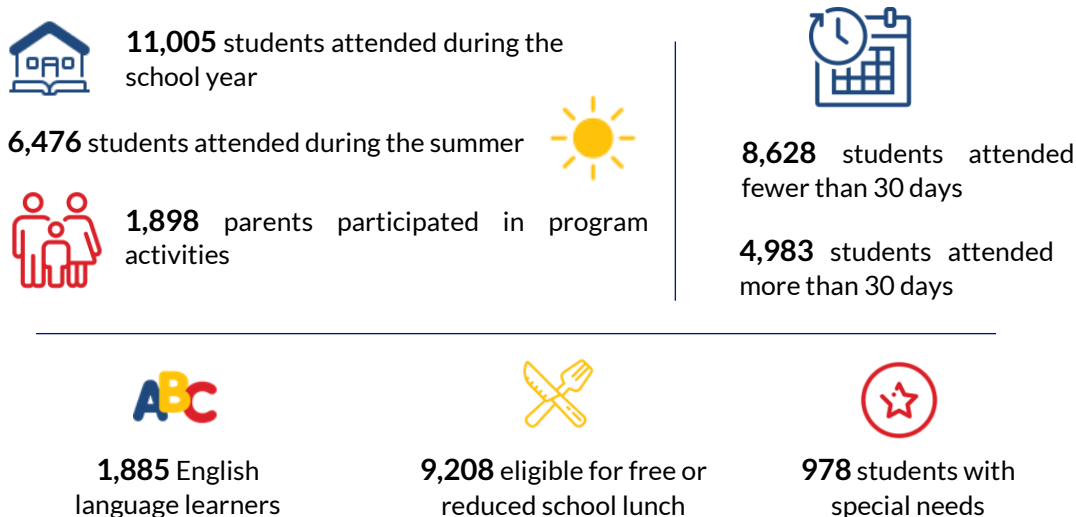 11,005 students attended during the
school year
6,476 students attended during the summer
1,898 parents participated in program
activities
8,628 students attended
fewer than 30 days
4,983 students attended
more than 30 days
ABC
1,885 English
language learners
9,208 eligible for free or
reduced school lunch
978 students with
special needs